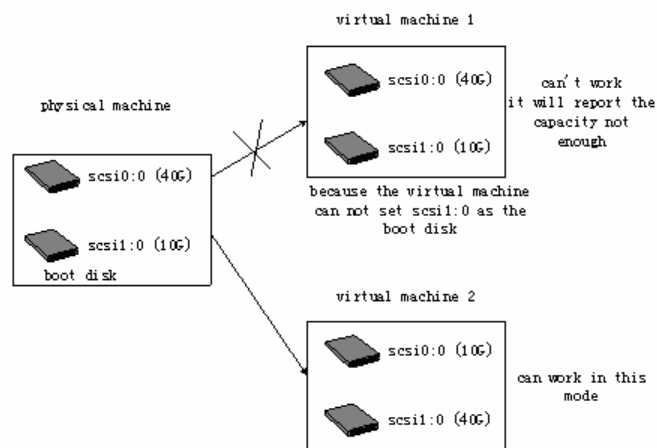 physical machine
scsi0:0 (40G)
scsi1:0 (10G)
boot disk
virtual machine 1
scsi0:0 (40G)
scsi1:0 (10G)
because the virtual machine
can not set scsi1:0 as the
boot disk
can't work
it will report the
capacity not
enough
virtual machine 2
scsi0:0 (10G)
scsi1:0 (40G)
can work in this
mode